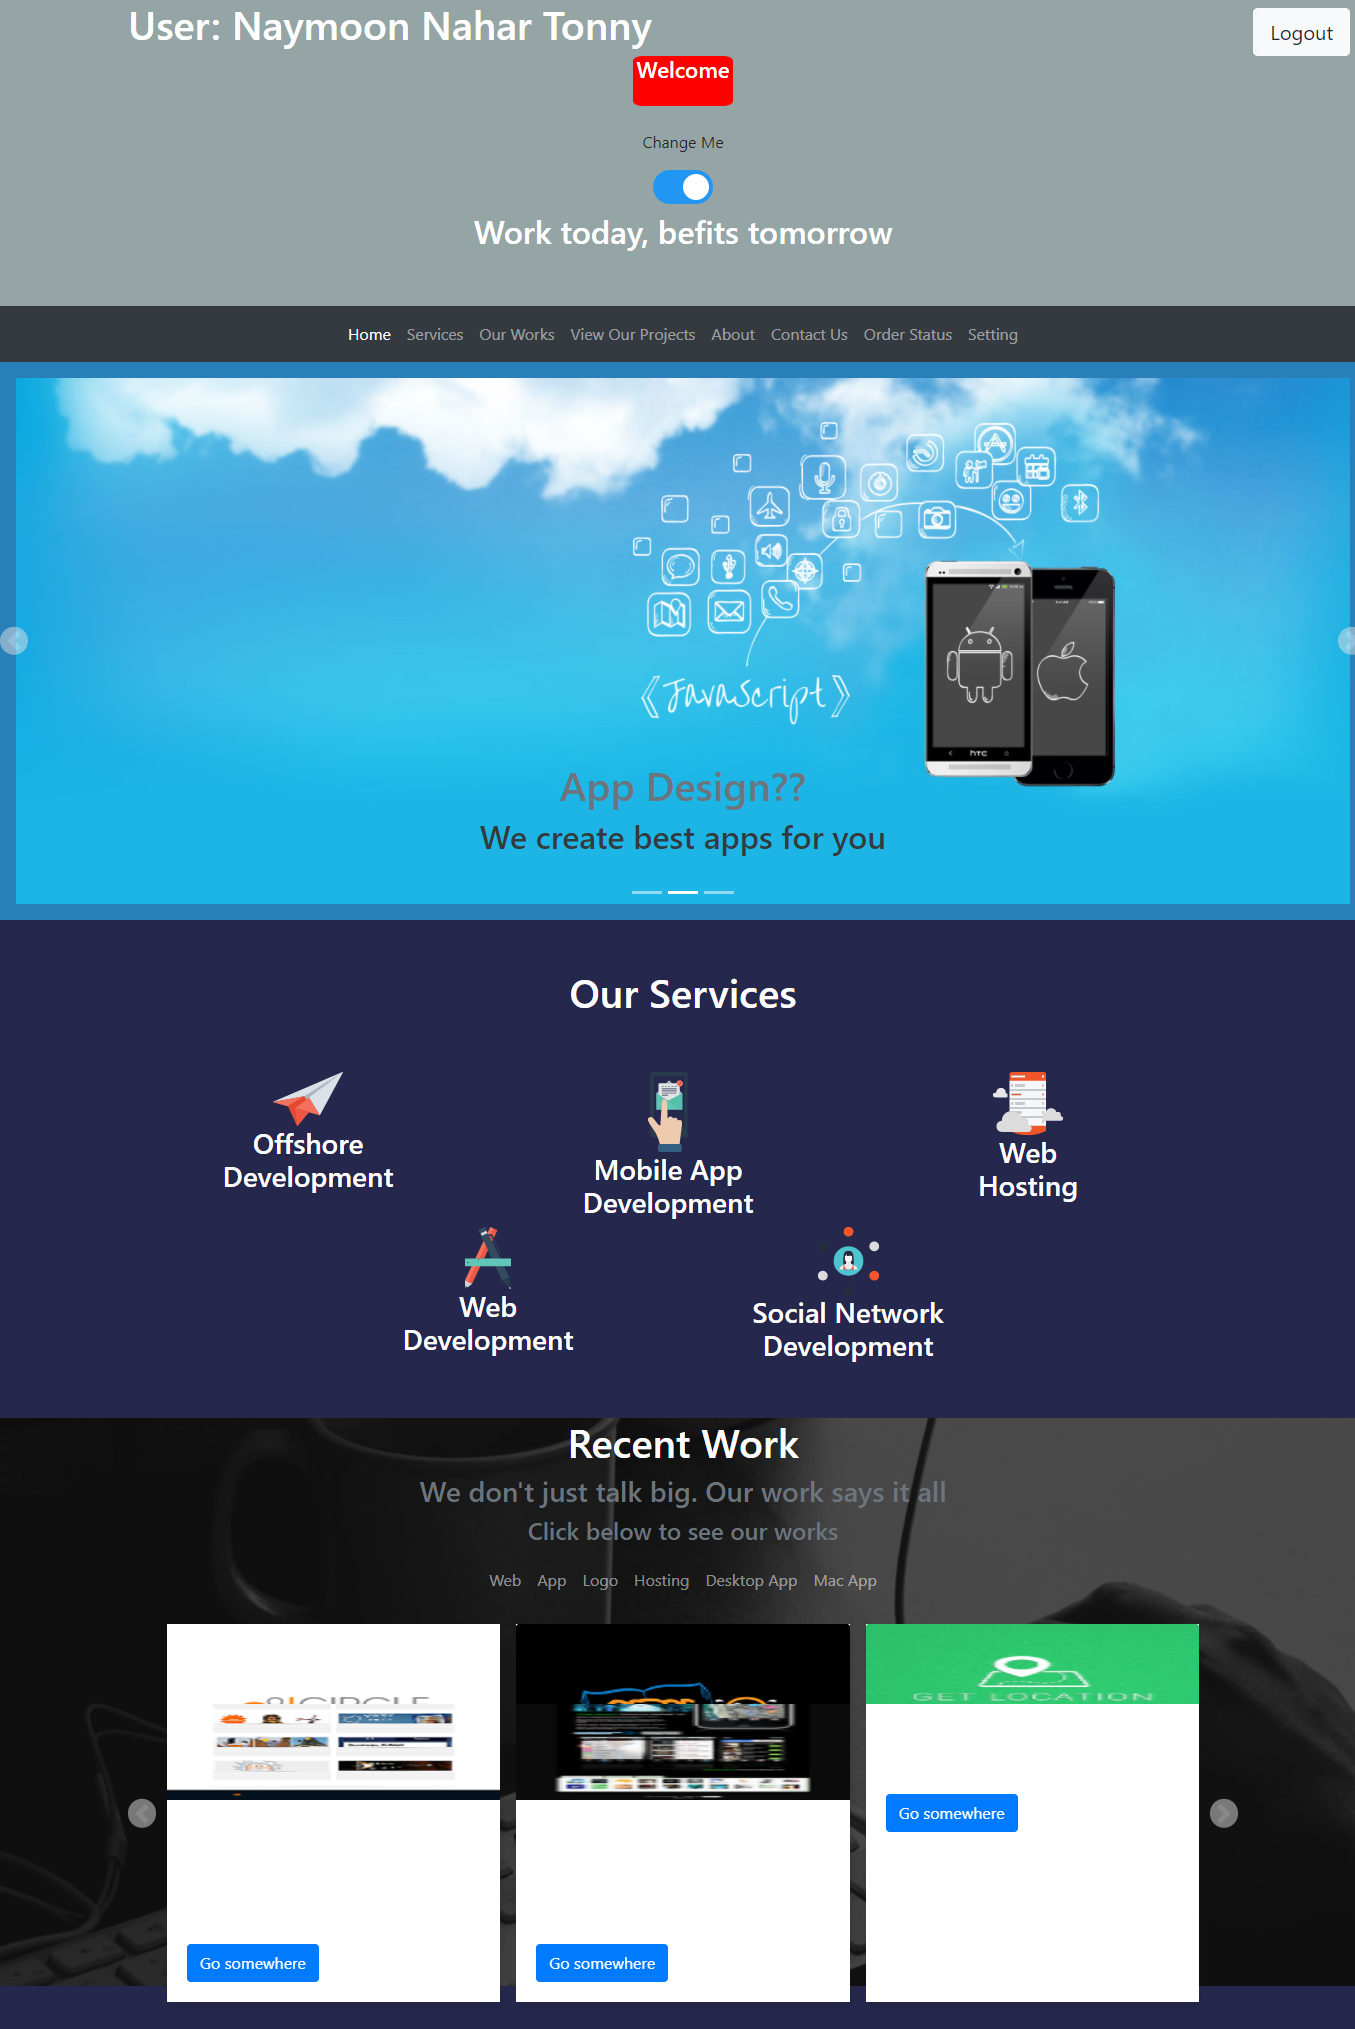 User: Naymoon Nahar Tonny
Logout
Welcome
Change Me
Work today, befits tomorrow
Home Services Our Works View Our Projects About Contact Us Order Status Setting
《JavaScript》
hTC
App Design??
We create best apps for you
Our Services
Offshore
Development
Mobile App
Development
Web
Hosting
Web
Development
Social Network
Development
Recent Work
We don't just talk big. Our work says it all
Click below to see our works
Web App Logo Hosting Desktop App Mac App
GET LOCATION
Go somewhere
Go somewhere
Go somewhere